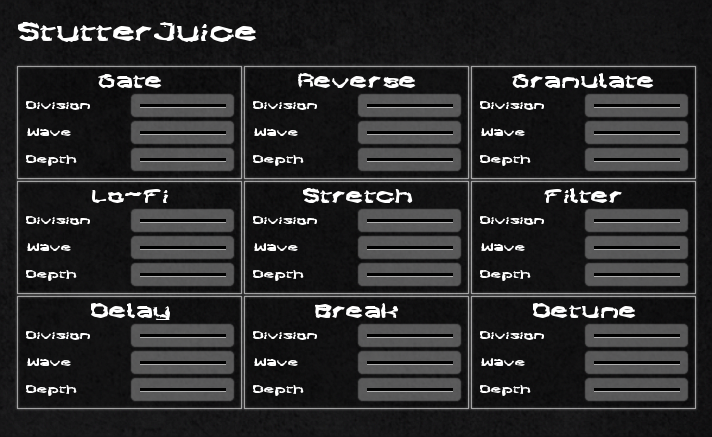 StutterJuice
Gate
Division
Wave
Depth
Reverse
Division
Wave
Depth
Granulate
Division
Wave
Depth
Lo-Fi
Division
Wave
Depth
Stretch
Division
Wave
Depth
Filter
Division
Wave
Depth
Delay
Division
Wave
Depth
Break
Division
Wave
Depth
Detune
Division
Wave
Depth